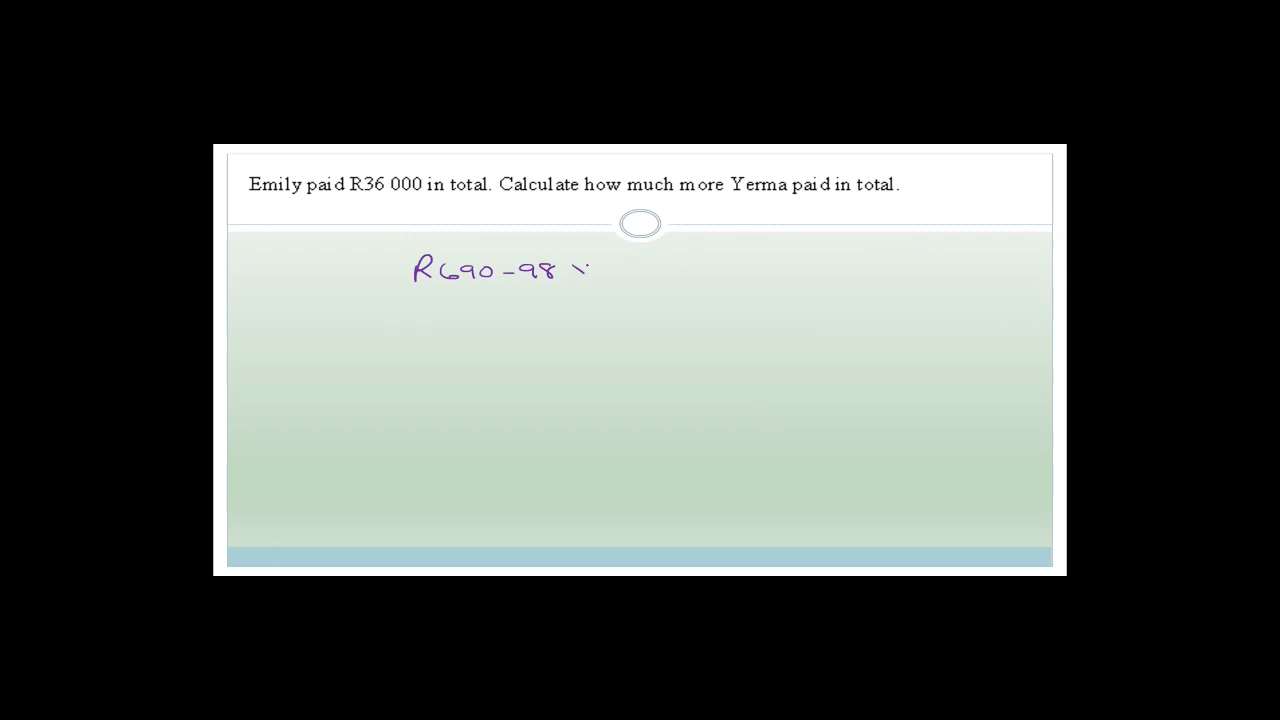 Emily paid R36 000 in total. Calculate how much more Yerma paid in total.
R690-98